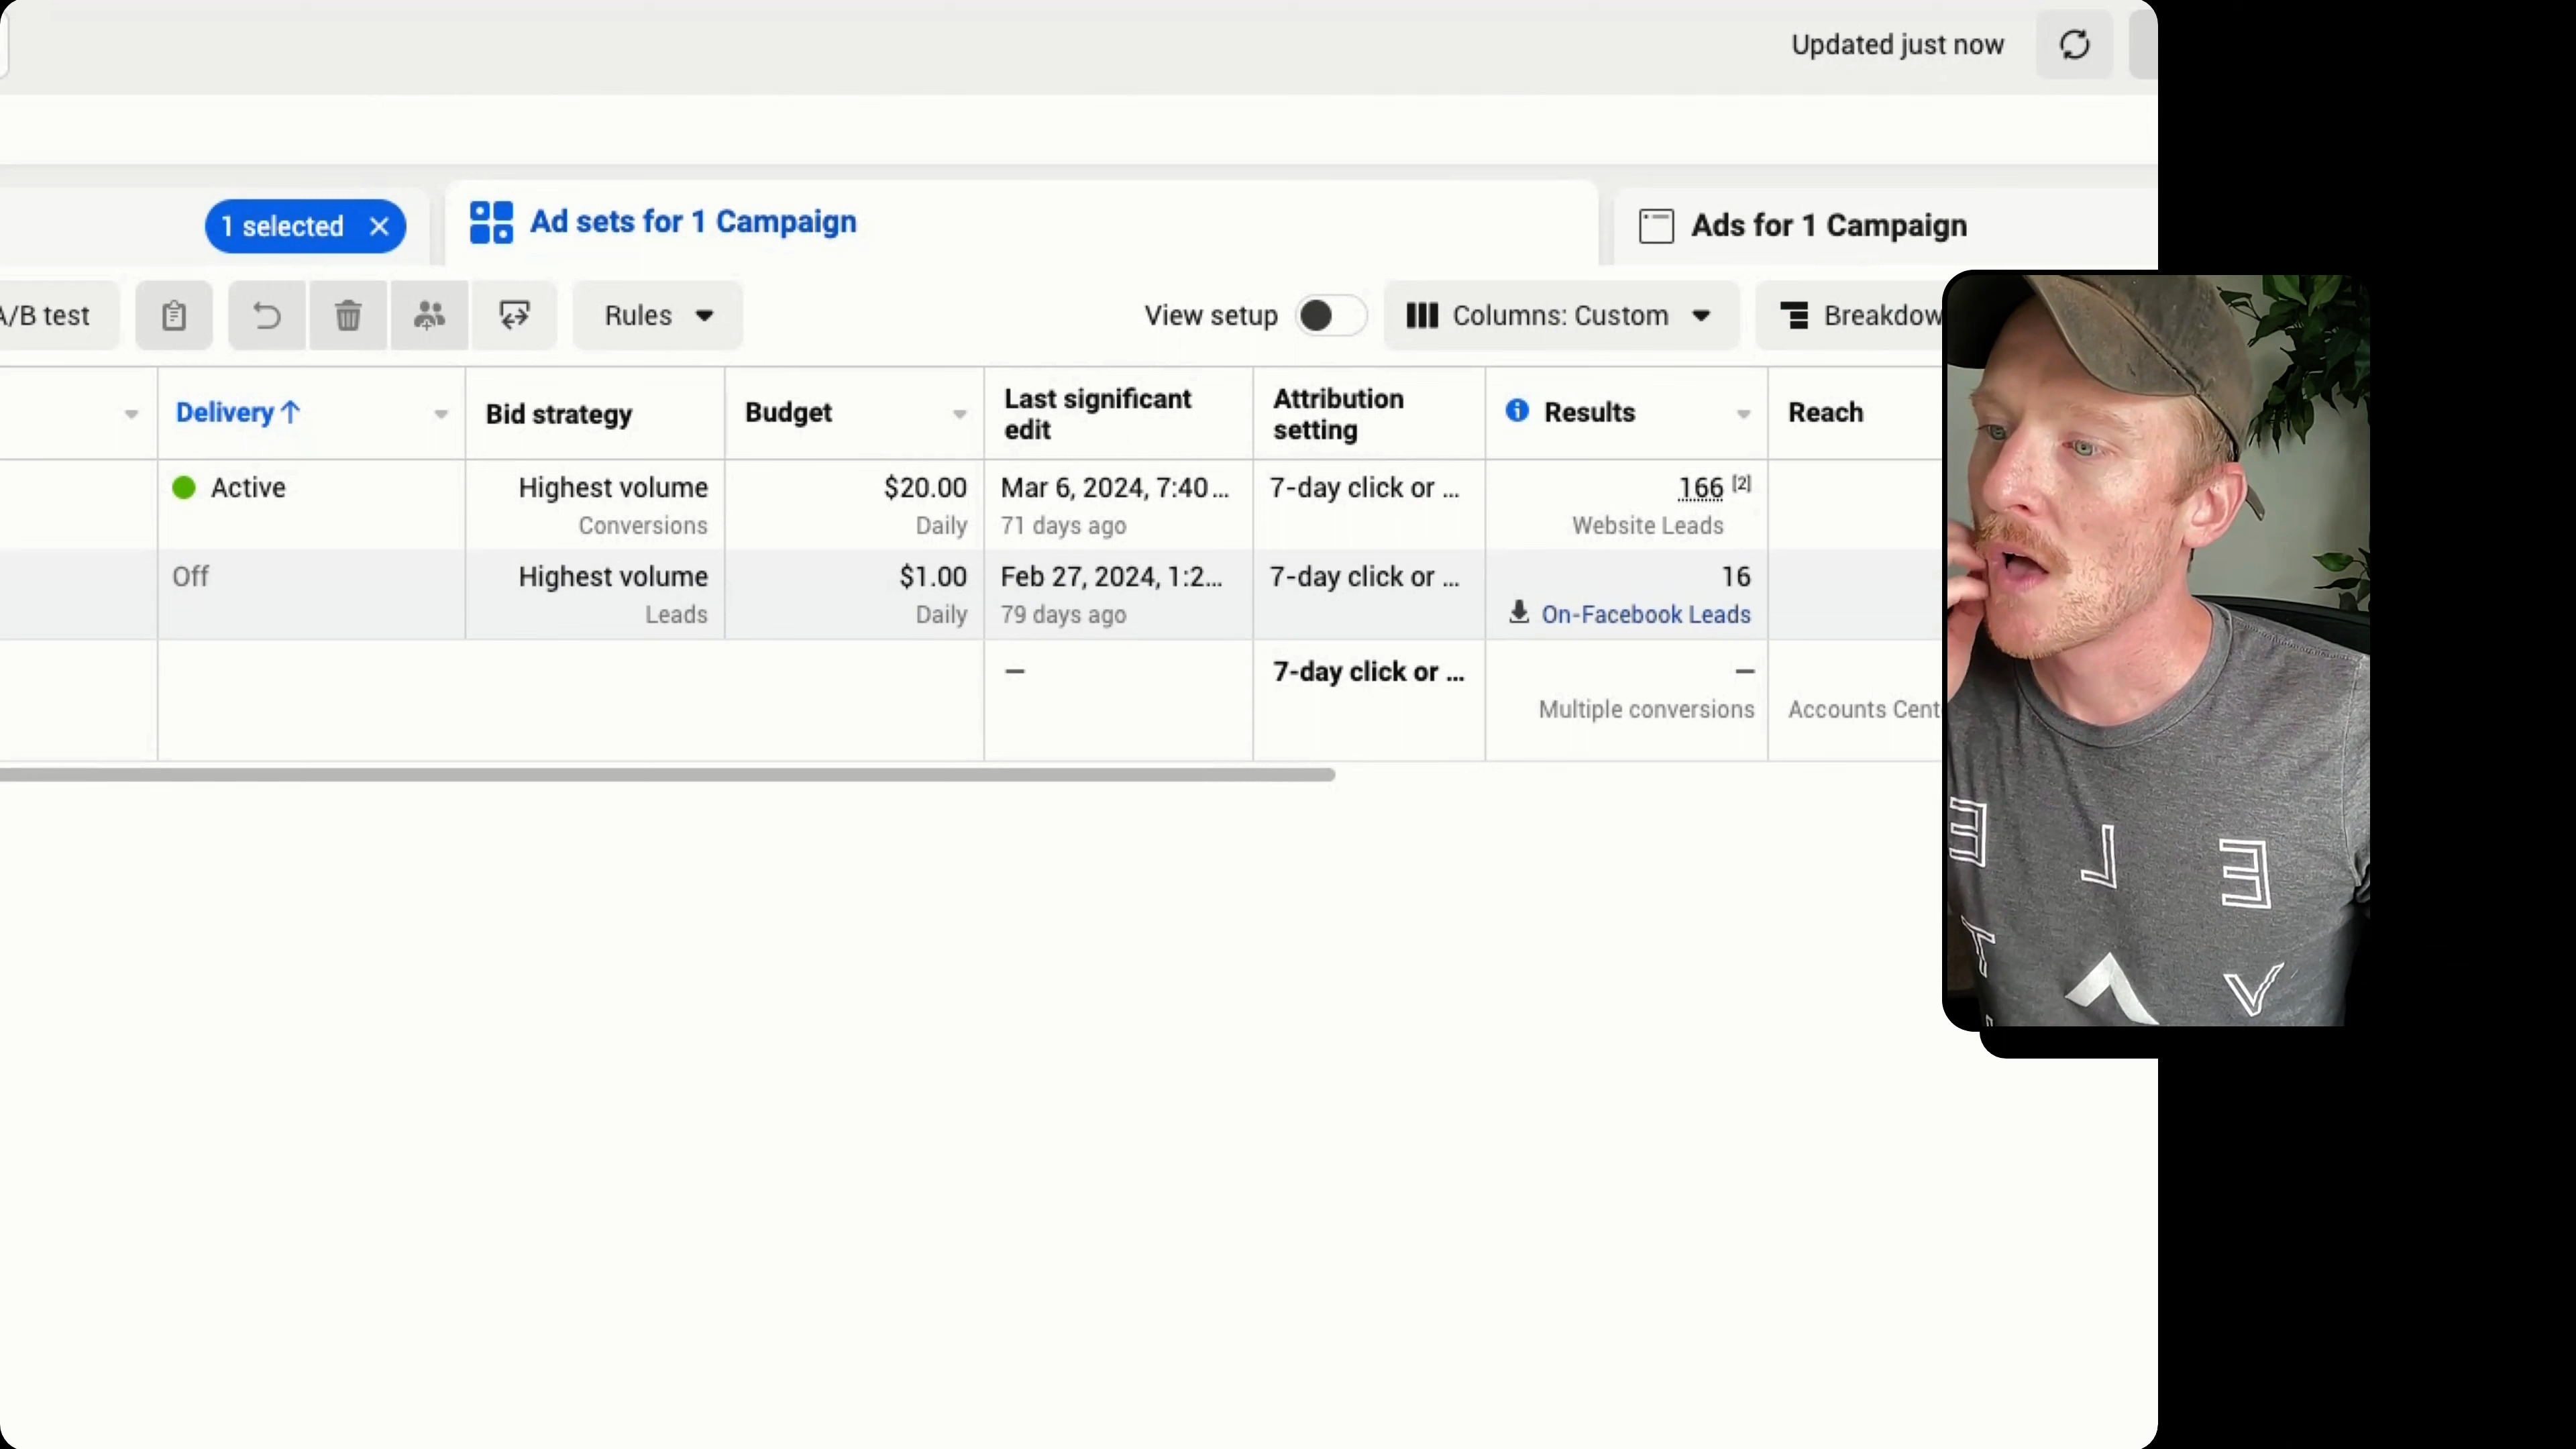 Updated just now
1 selected
Ad sets for 1 Campaign
Ads for 1 Campaign
A/B test
Rules
View setup
Columns: Custom
Delivery ↑
Bid strategy
Budget
Last significant
edit
Attribution
setting
Results
Reach
Active
Highest volume
Conversions
$20.00
Daily
Mar 6, 2024, 7:40...
71 days ago
7-day click or ...
166 [2]
Website Leads
Off
Highest volume
Leads
$1.00
Daily
Feb 27, 2024, 1:2...
79 days ago
7-day click or ...
16
On-Facebook Leads
—
7-day click or ...
—
Multiple conversions
Accounts Cent
E L E
T A V